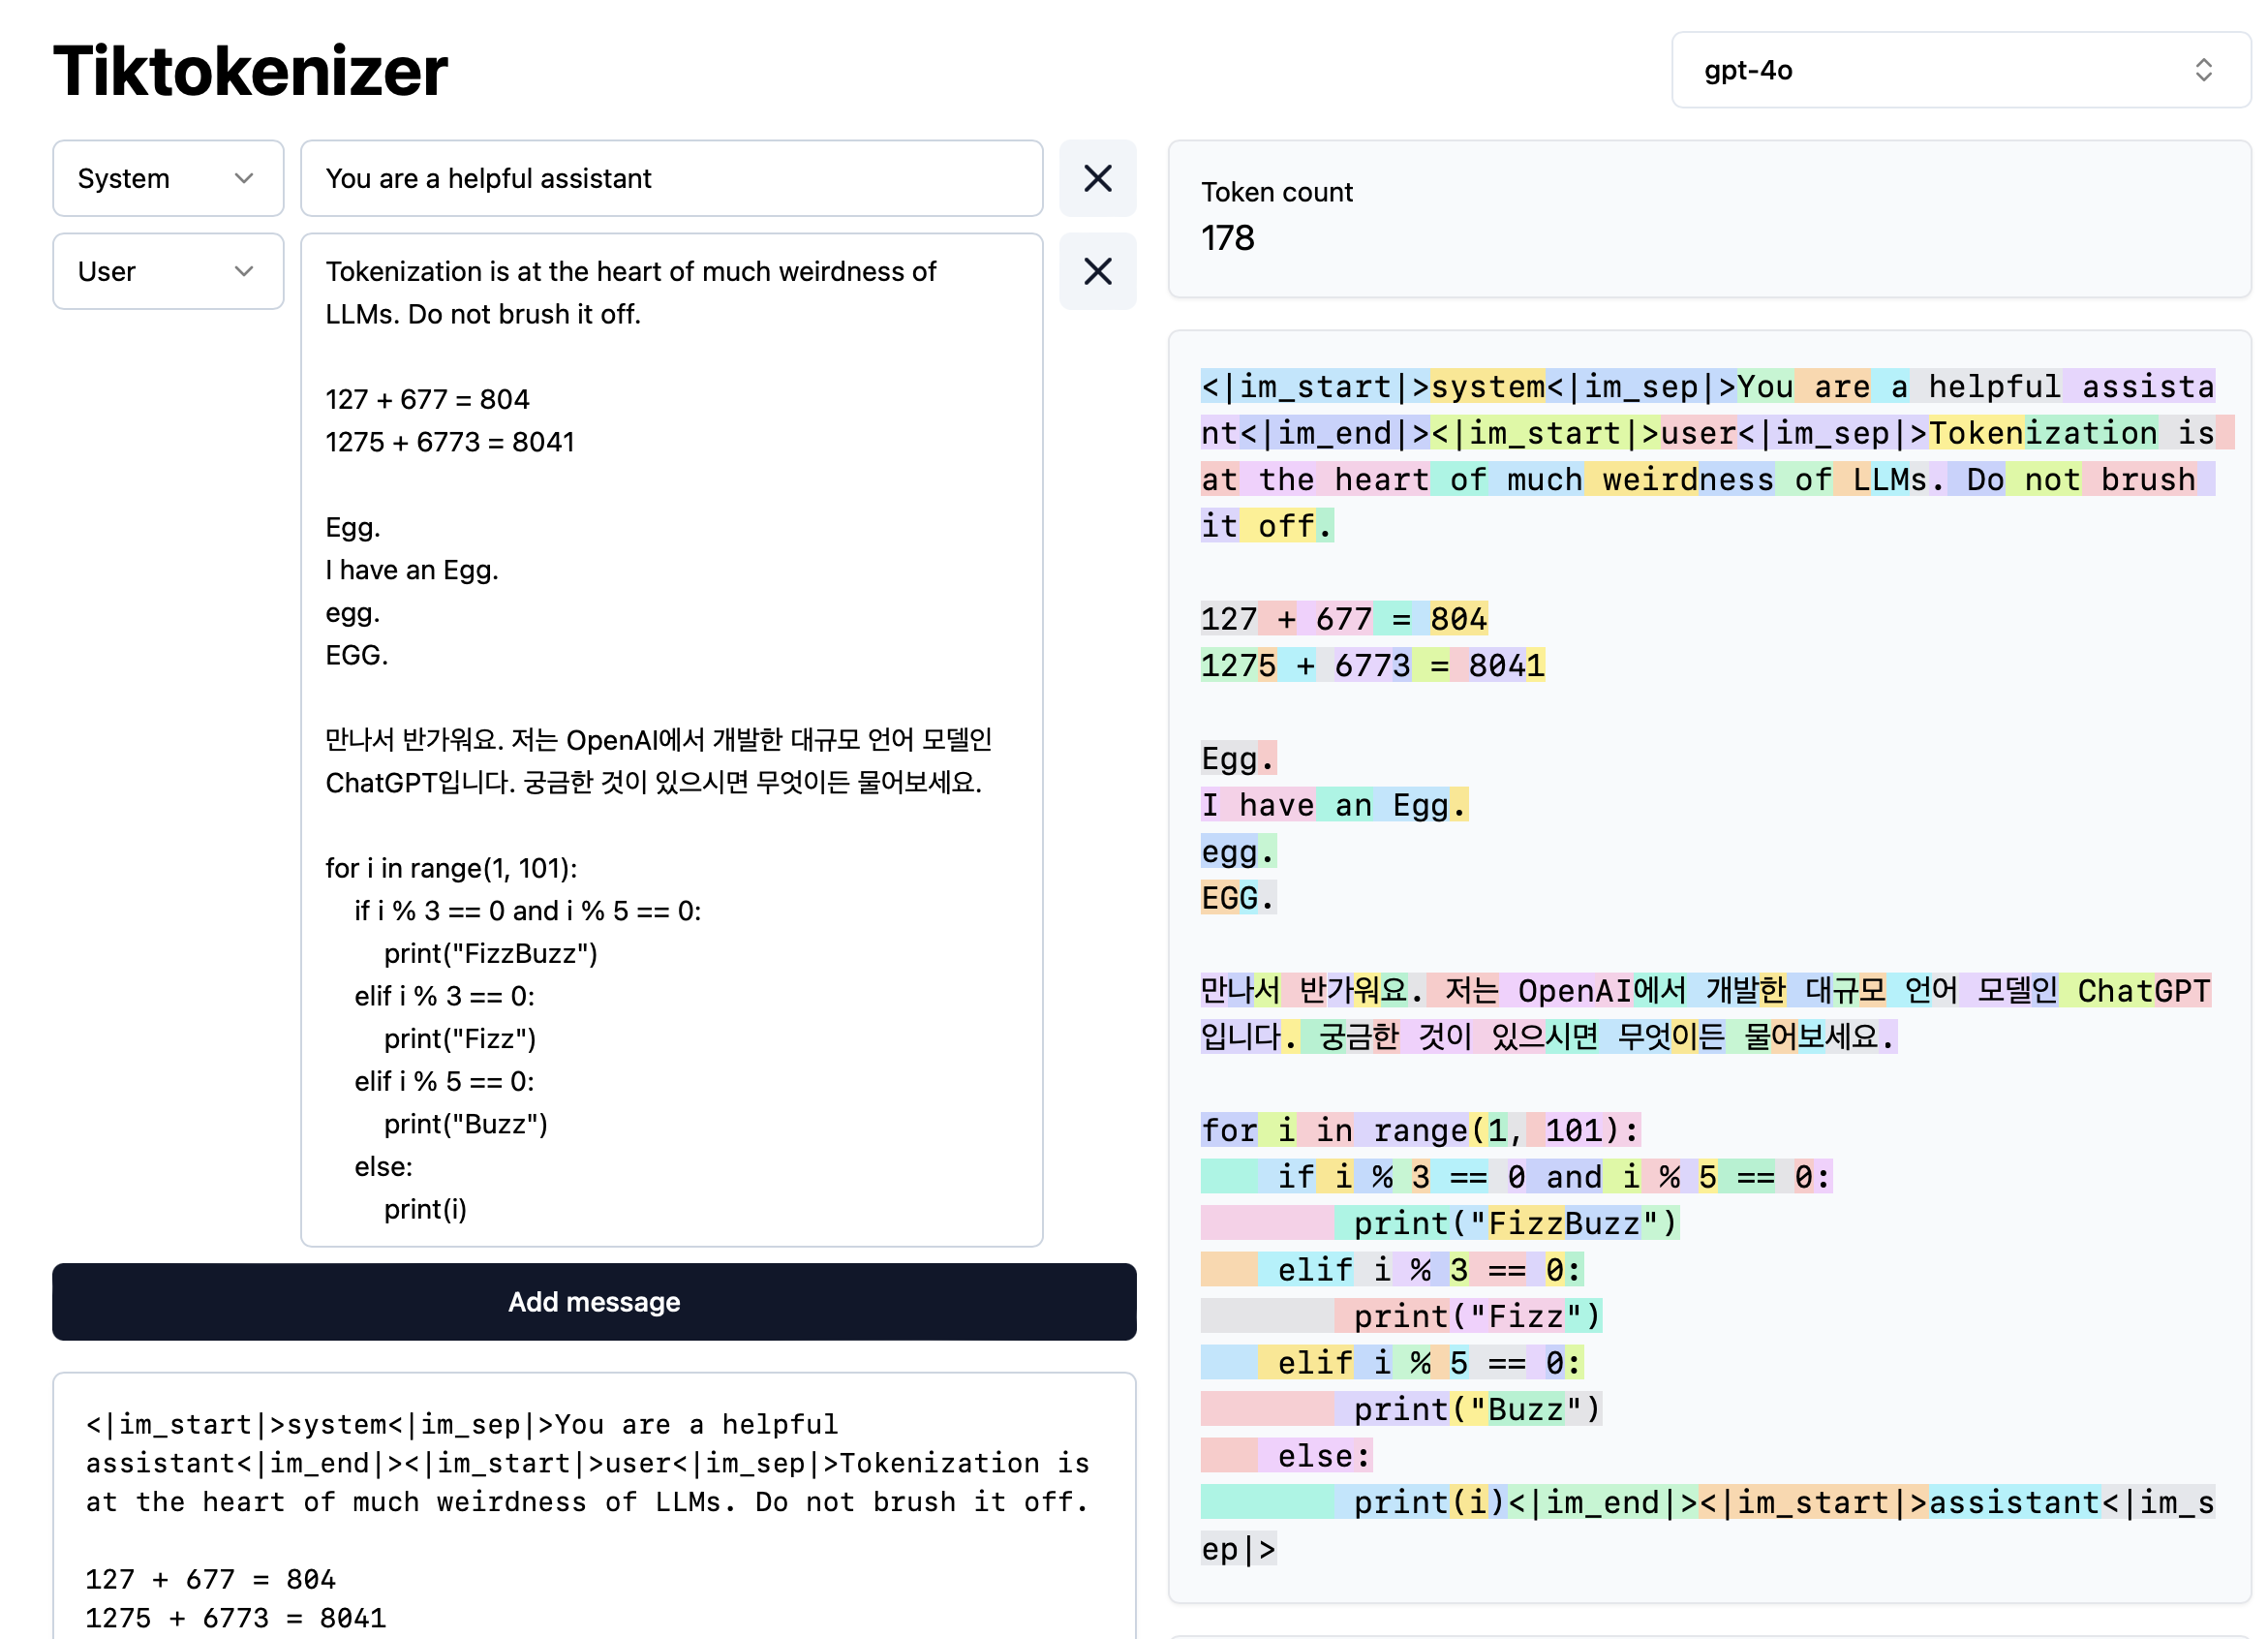 Tiktokenizer
gpt-4o
System
You are a helpful assistant
User
Tokenization is at the heart of much weirdness of
LLMs. Do not brush it off.
127 + 677 = 804
1275 + 6773 = 8041
Egg.
I have an Egg.
egg.
EGG.
만나서 반가워요. 저는 OpenAI에서 개발한 대규모 언어 모델인
ChatGPT입니다. 궁금한 것이 있으시면 무엇이든 물어보세요.
for i in range(1, 101):
    if i % 3 == 0 and i % 5 == 0:
        print("FizzBuzz")
    elif i % 3 == 0:
        print("Fizz")
    elif i % 5 == 0:
        print("Buzz")
    else:
        print(i)
Add message
<|im_start|>system<|im_sep|>You are a helpful
assistant<|im_end|><|im_start|>user<|im_sep|>Tokenization is
at the heart of much weirdness of LLMs. Do not brush it off.
127 + 677 = 804
1275 + 6773 = 8041
Token count
178
<|im_start|>system<|im_sep|>You are a helpful assista
nt<|im_end|><|im_start|>user<|im_sep|>Tokenization is
at the heart of much weirdness of LLMs. Do not brush
it off.
127 + 677 = 804
1275 + 6773 = 8041
Egg.
I have an Egg.
egg.
EGG.
만나서 반가워요. 저는 OpenAI에서 개발한 대규모 언어 모델인 ChatGPT
입니다. 궁금한 것이 있으시면 무엇이든 물어보세요.
for i in range(1, 101):
    if i % 3 == 0 and i % 5 == 0:
        print("FizzBuzz")
    elif i % 3 == 0:
        print("Fizz")
    elif i % 5 == 0:
        print("Buzz")
    else:
        print(i)<|im_end|><|im_start|>assistant<|im_s
ep|>